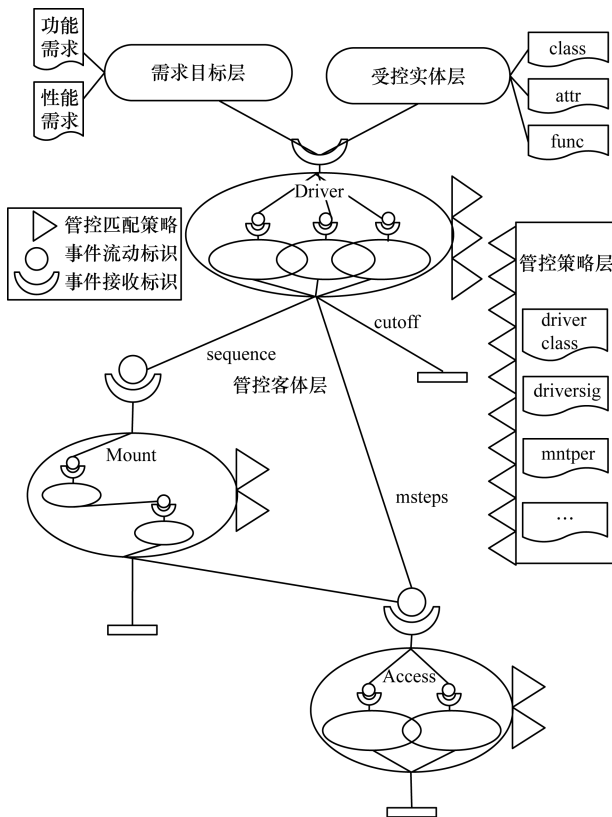 功能
需求
性能
需求
需求目标层
受控实体层
class
attr
func
Driver
管控匹配策略
事件流动标识
事件接收标识
管控策略层
driver
class
driversig
mntper
…
cutoff
sequence
管控客体层
Mount
msteps
Access